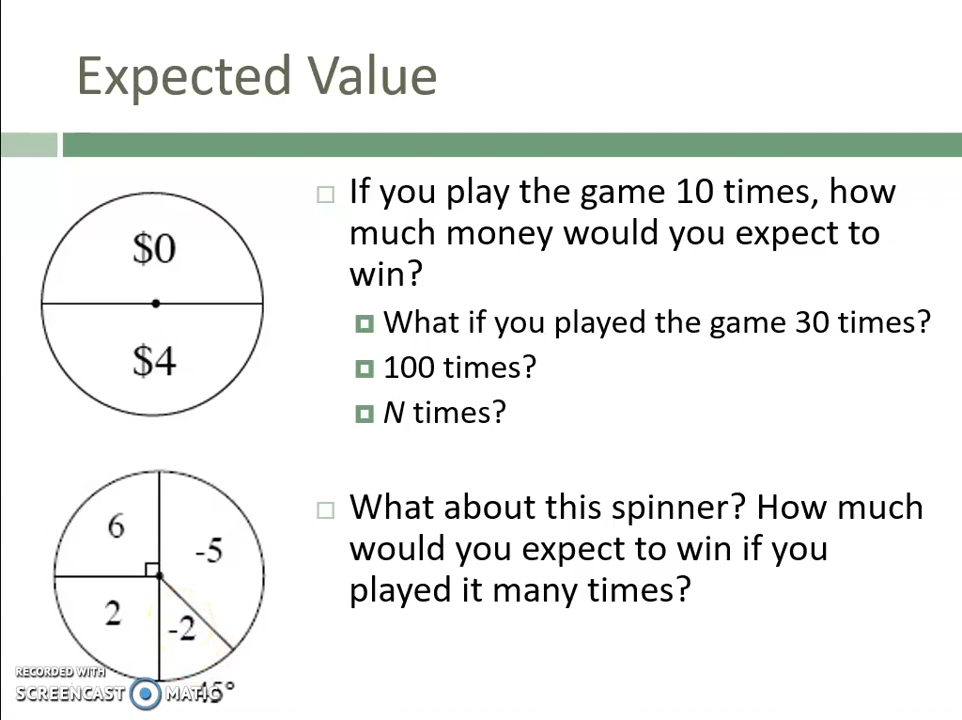 Expected Value
$0
$4
If you play the game 10 times, how
much money would you expect to
win?
What if you played the game 30 times?
100 times?
N times?
6
-5
2
-2
45°
What about this spinner? How much
would you expect to win if you
played it many times?
RECORDED WITH
SCREENCAST MATIC